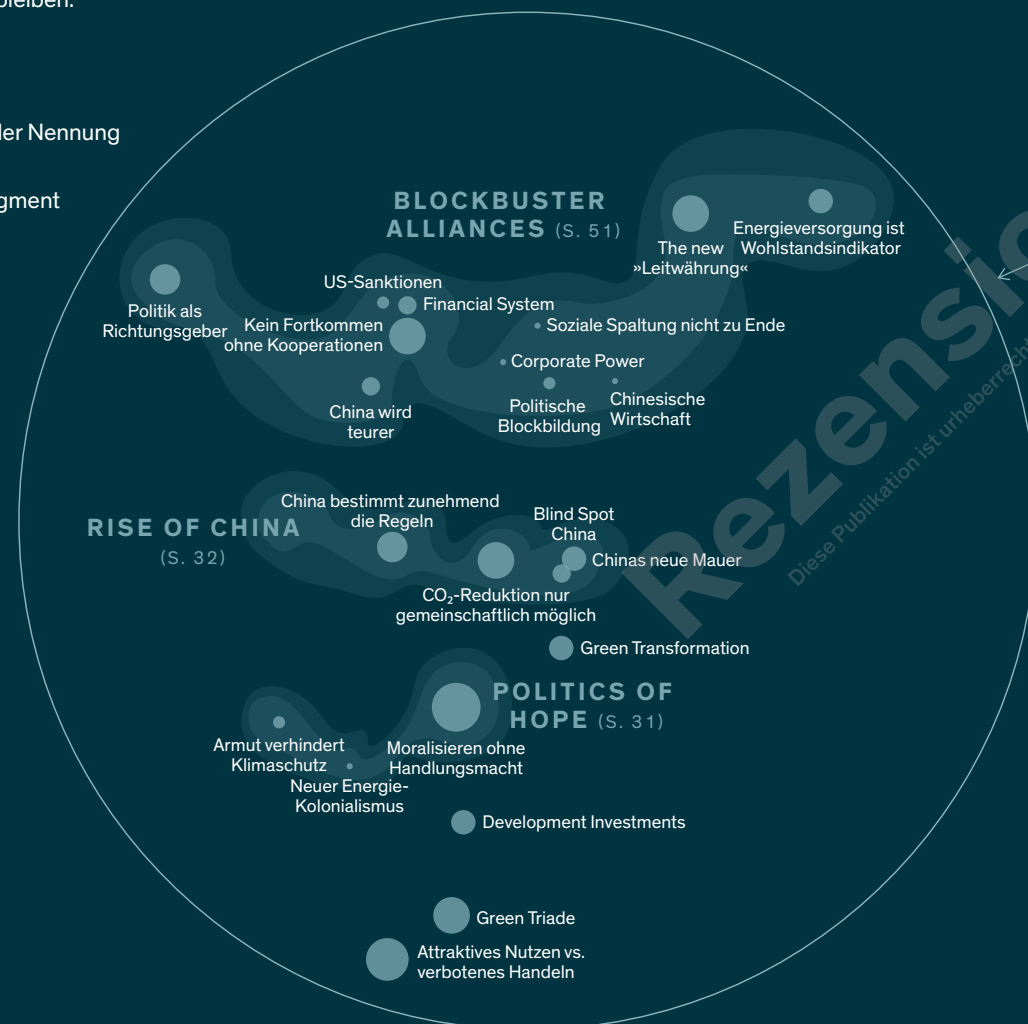 bleiben.
der Nennung
gment
BLOCKBUSTER
ALLIANCES (S. 51)
Energieversorgung ist
Wohlstandsindikator
The new
»Leitwährung«
US-Sanktionen
Financial System
Politik als
Richtungsgeber
Kein Fortkommen
ohne Kooperationen
Soziale Spaltung nicht zu Ende
Corporate Power
China wird
teurer
Politische
Blockbildung
Chinesische
Wirtschaft
China bestimmt zunehmend
die Regeln
RISE OF CHINA
(S. 32)
Blind Spot
China
Chinas neue Mauer
CO₂-Reduktion nur
gemeinschaftlich möglich
Green Transformation
POLITICS OF
HOPE (S. 31)
Armut verhindert
Klimaschutz
Moralisieren ohne
Handlungsmacht
Neuer Energie-
Kolonialismus
Development Investments
Green Triade
Attraktives Nutzen vs.
verbotenes Handeln
Rezensio
Diese Publikation ist urheberrecht